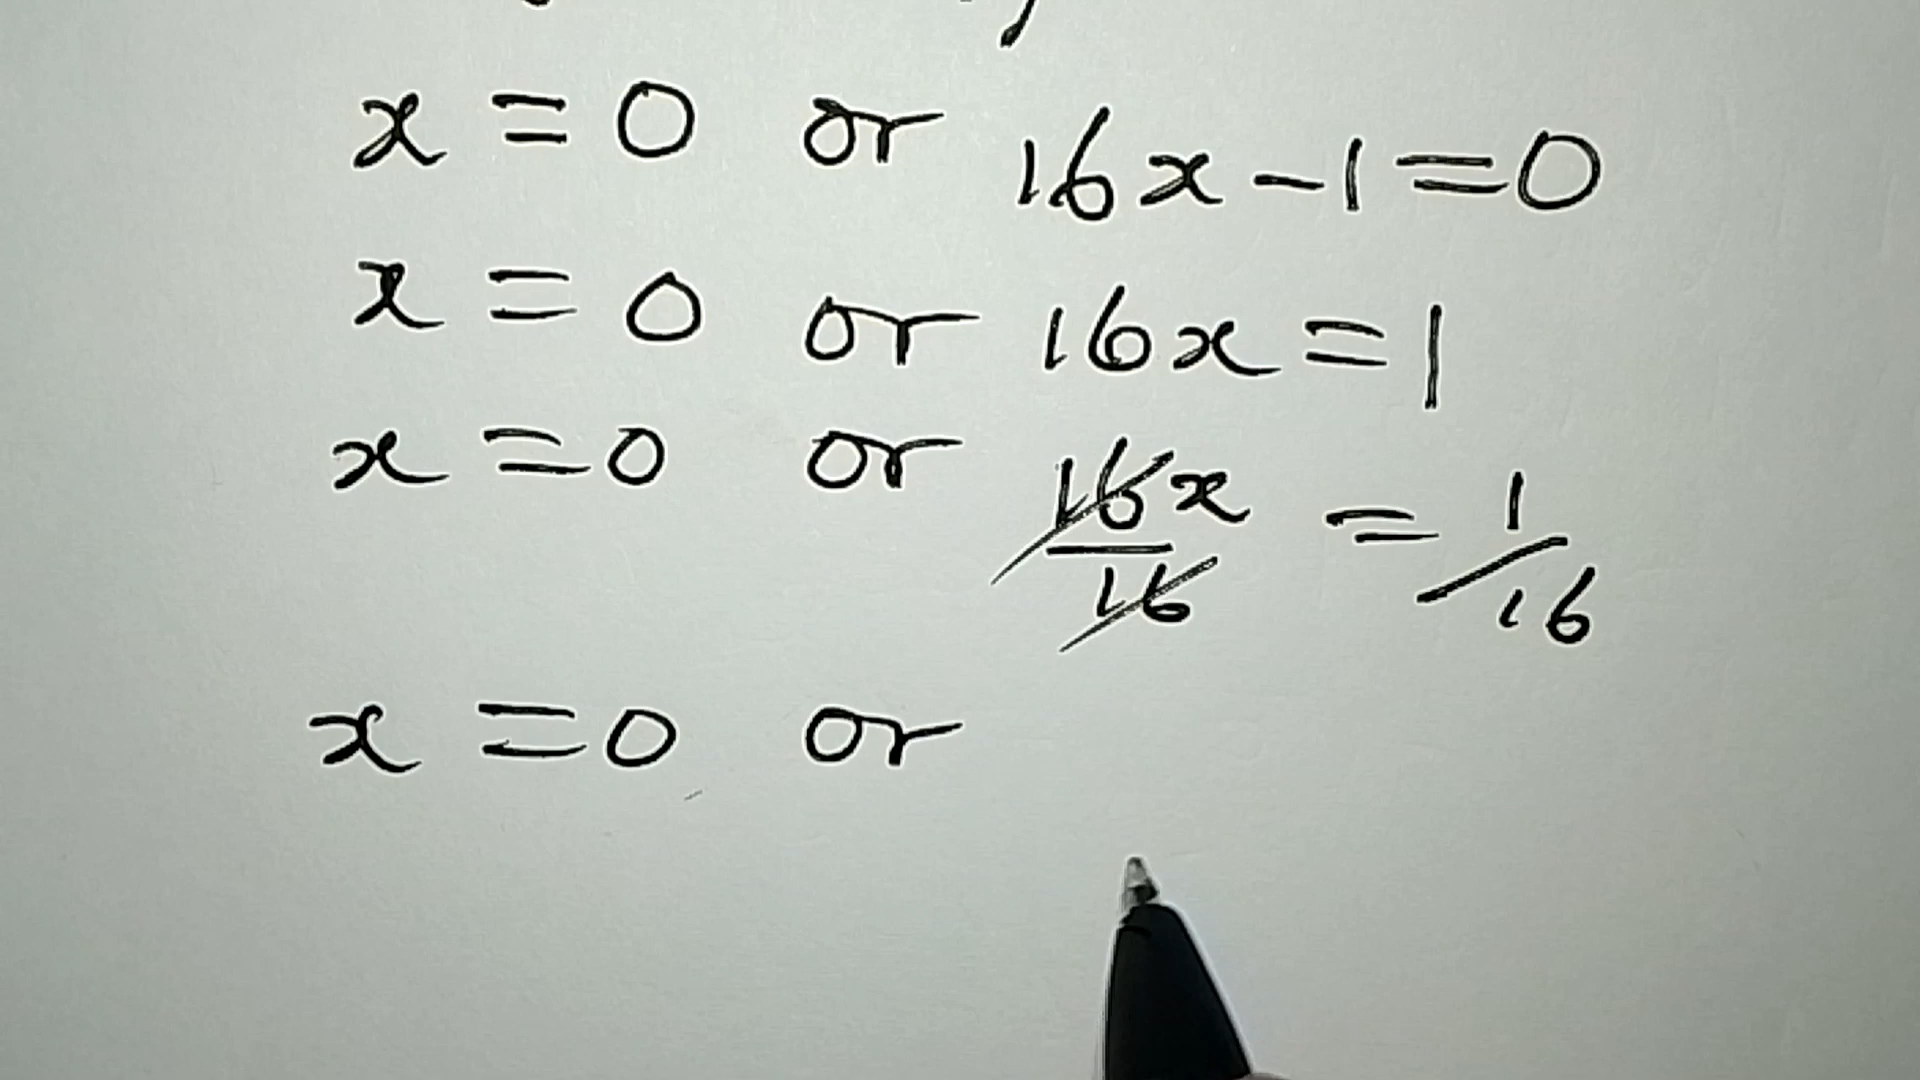 x = 0 or 16x - 1 = 0
x = 0 or 16x = 1
x = 0 or 16x/16 = 1/16
x = 0 or